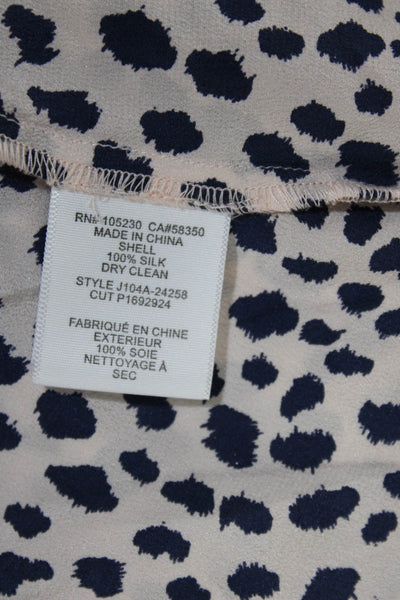 RN# 105230 CA#58350
MADE IN CHINA
SHELL
100% SILK
DRY CLEAN
STYLE J104A-24258
CUT P1692924
FABRIQUÉ EN CHINE
EXTERIEUR
100% SOIE
NETTOYAGE À
SEC